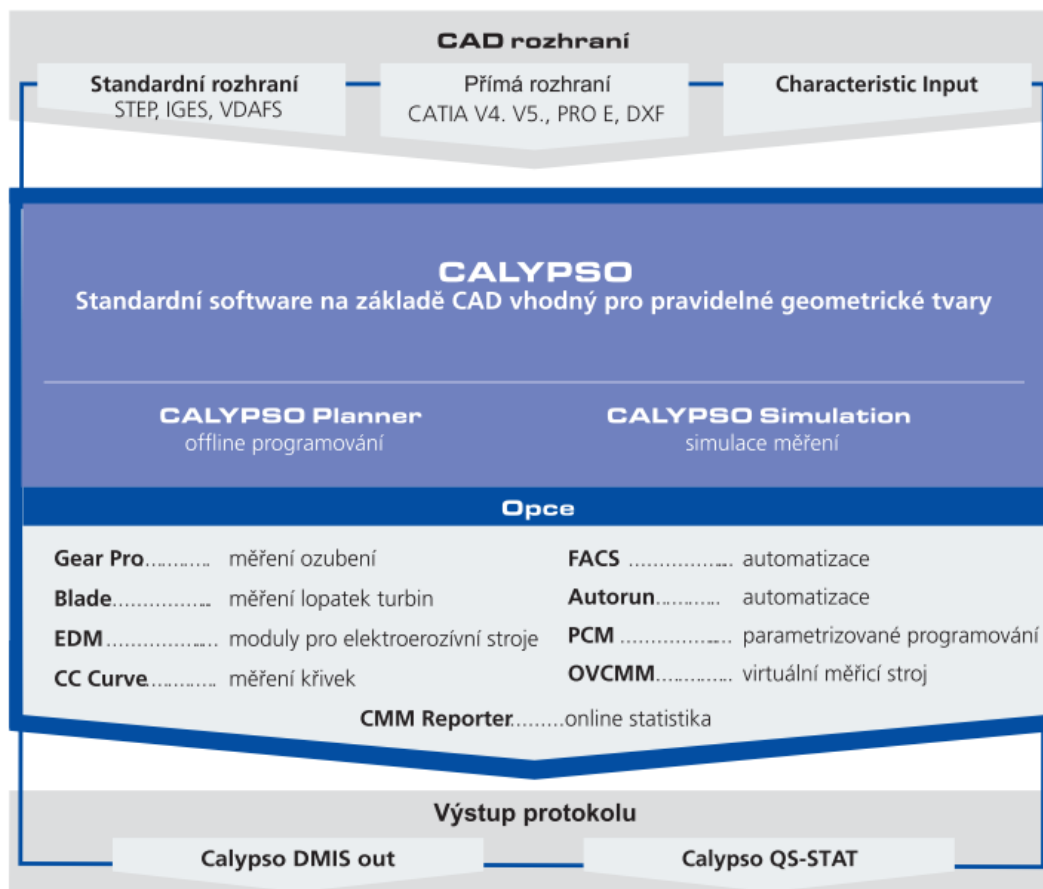 CAD rozhraní
Standardní rozhraní
STEP, IGES, VDAFS
Přímá rozhraní
CATIA V4. V5., PRO E, DXF
Characteristic Input
CALYPSO
Standardní software na základě CAD vhodný pro pravidelné geometrické tvary
CALYPSO Planner
offline programování
CALYPSO Simulation
simulace měření
Opce
Gear Pro............ měření ozubení
Blade.................. měření lopatek turbin
EDM.................... moduly pro elektroerozívní stroje
CC Curve............. měření křivek
FACS ................... automatizace
Autorun............ automatizace
PCM ................... parametrizované programování
OVCMM.............. virtuální měřicí stroj
CMM Reporter.........online statistika
Výstup protokolu
Calypso DMIS out
Calypso QS-STAT